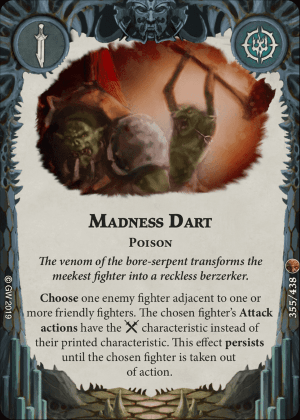 MADNESS DART
POISON
The venom of the bore-serpent transforms the
meekest fighter into a reckless berzerker.
Choose one enemy fighter adjacent to one or
more friendly fighters. The chosen fighter's Attack
actions have the characteristic instead of
their printed characteristic. This effect persists
until the chosen fighter is taken out
of action.
© GW 2019
355/438